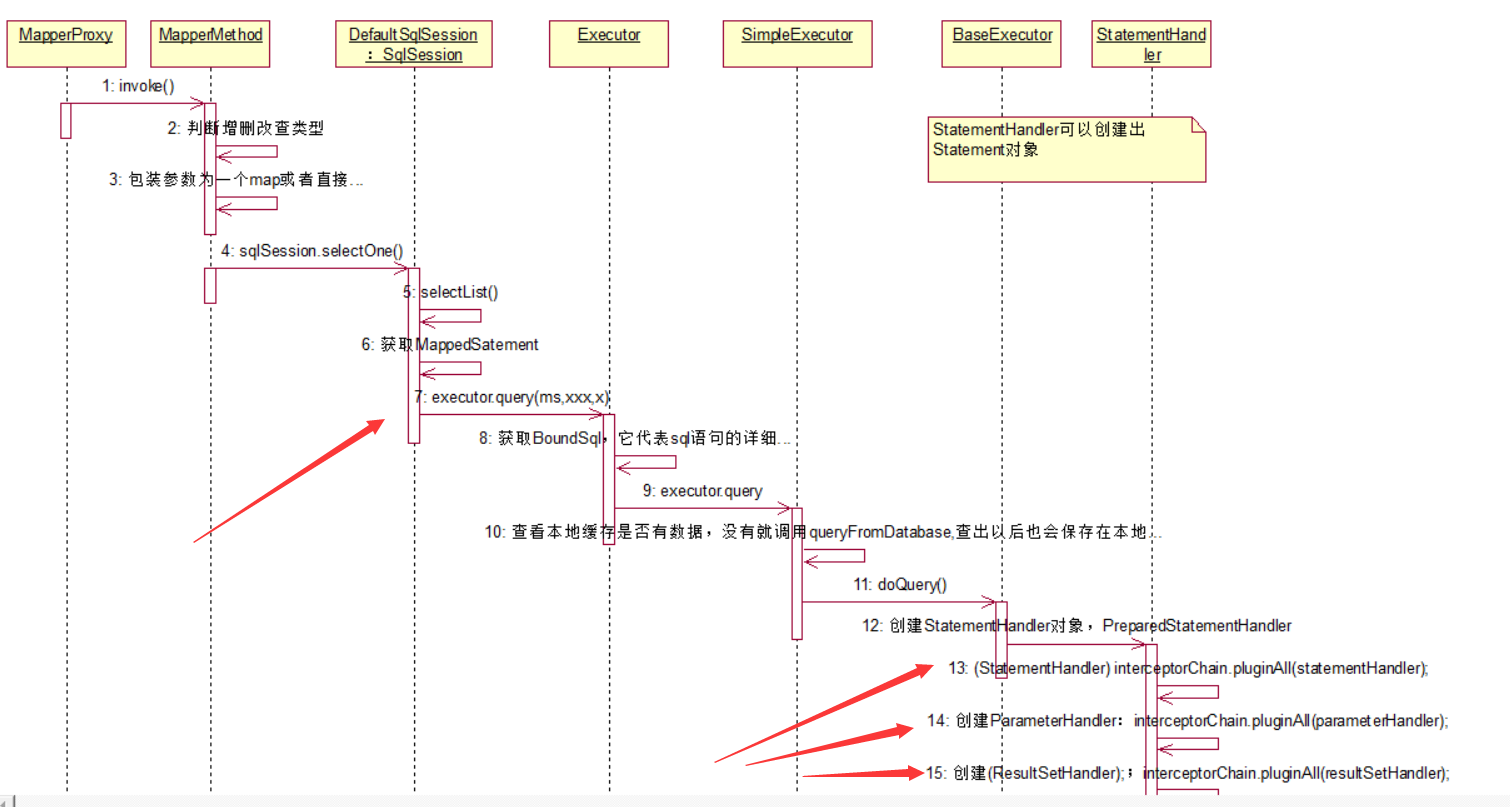 MapperProxy
MapperMethod
DefaultSqlSession
：SqlSession
Executor
SimpleExecutor
BaseExecutor
StatementHand
ler
1: invoke()
StatementHandler可以创建出
Statement对象
2: 判断增删改查类型
3: 包装参数为一个map或者直接...
4: sqlSession.selectOne()
5: selectList()
6: 获取MappedSatement
7: executor.query(ms,xxx,x)
8: 获取BoundSql，它代表sql语句的详细...
9: executor.query
10: 查看本地缓存是否有数据，没有就调用queryFromDatabase,查出以后也会保存在本地...
11: doQuery()
12: 创建StatementHandler对象，PreparedStatementHandler
13: (StatementHandler) interceptorChain.pluginAll(statementHandler);
14: 创建ParameterHandler：interceptorChain.pluginAll(parameterHandler);
15: 创建(ResultSetHandler);；interceptorChain.pluginAll(resultSetHandler);